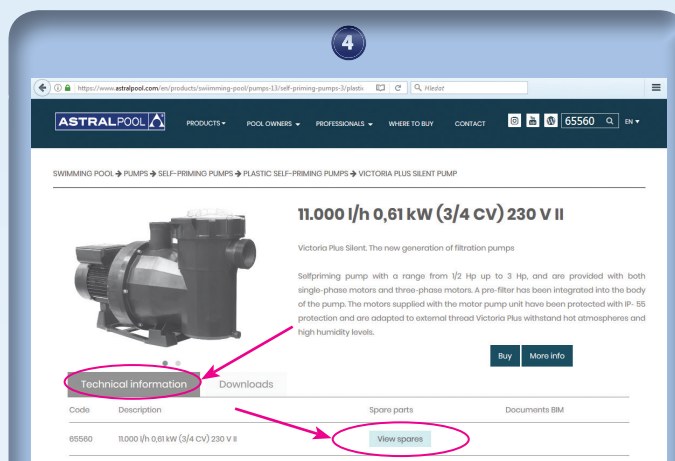 4
https://www.astralpool.com/en/products/swiimming-pool/pumps-13/self-priming-pumps-3/plastic
Hledat
ASTRALPOOL
PRODUCTS
POOL OWNERS
PROFESSIONALS
WHERE TO BUY
CONTACT
65560
EN
SWIMMING POOL → PUMPS → SELF-PRIMING PUMPS → PLASTIC SELF-PRIMING PUMPS → VICTORIA PLUS SILENT PUMP
11.000 l/h 0,61 kW (3/4 CV) 230 V II
Victoria Plus Silent. The new generation of filtration pumps
Selfpriming pump with a range from 1/2 Hp up to 3 Hp, and are provided with both
single-phase motors and three-phase motors. A pre-filter has been integrated into the body
of the pump. The motors supplied with the motor pump unit have been protected with IP- 55
protection and are adapted to external thread Victoria Plus withstand hot atmospheres and
high humidity levels.
Buy
More info
Technical information
Downloads
Code Description Spare parts Documents BIM
65560 11.000 l/h 0,61 kW (3/4 CV) 230 V II View spares